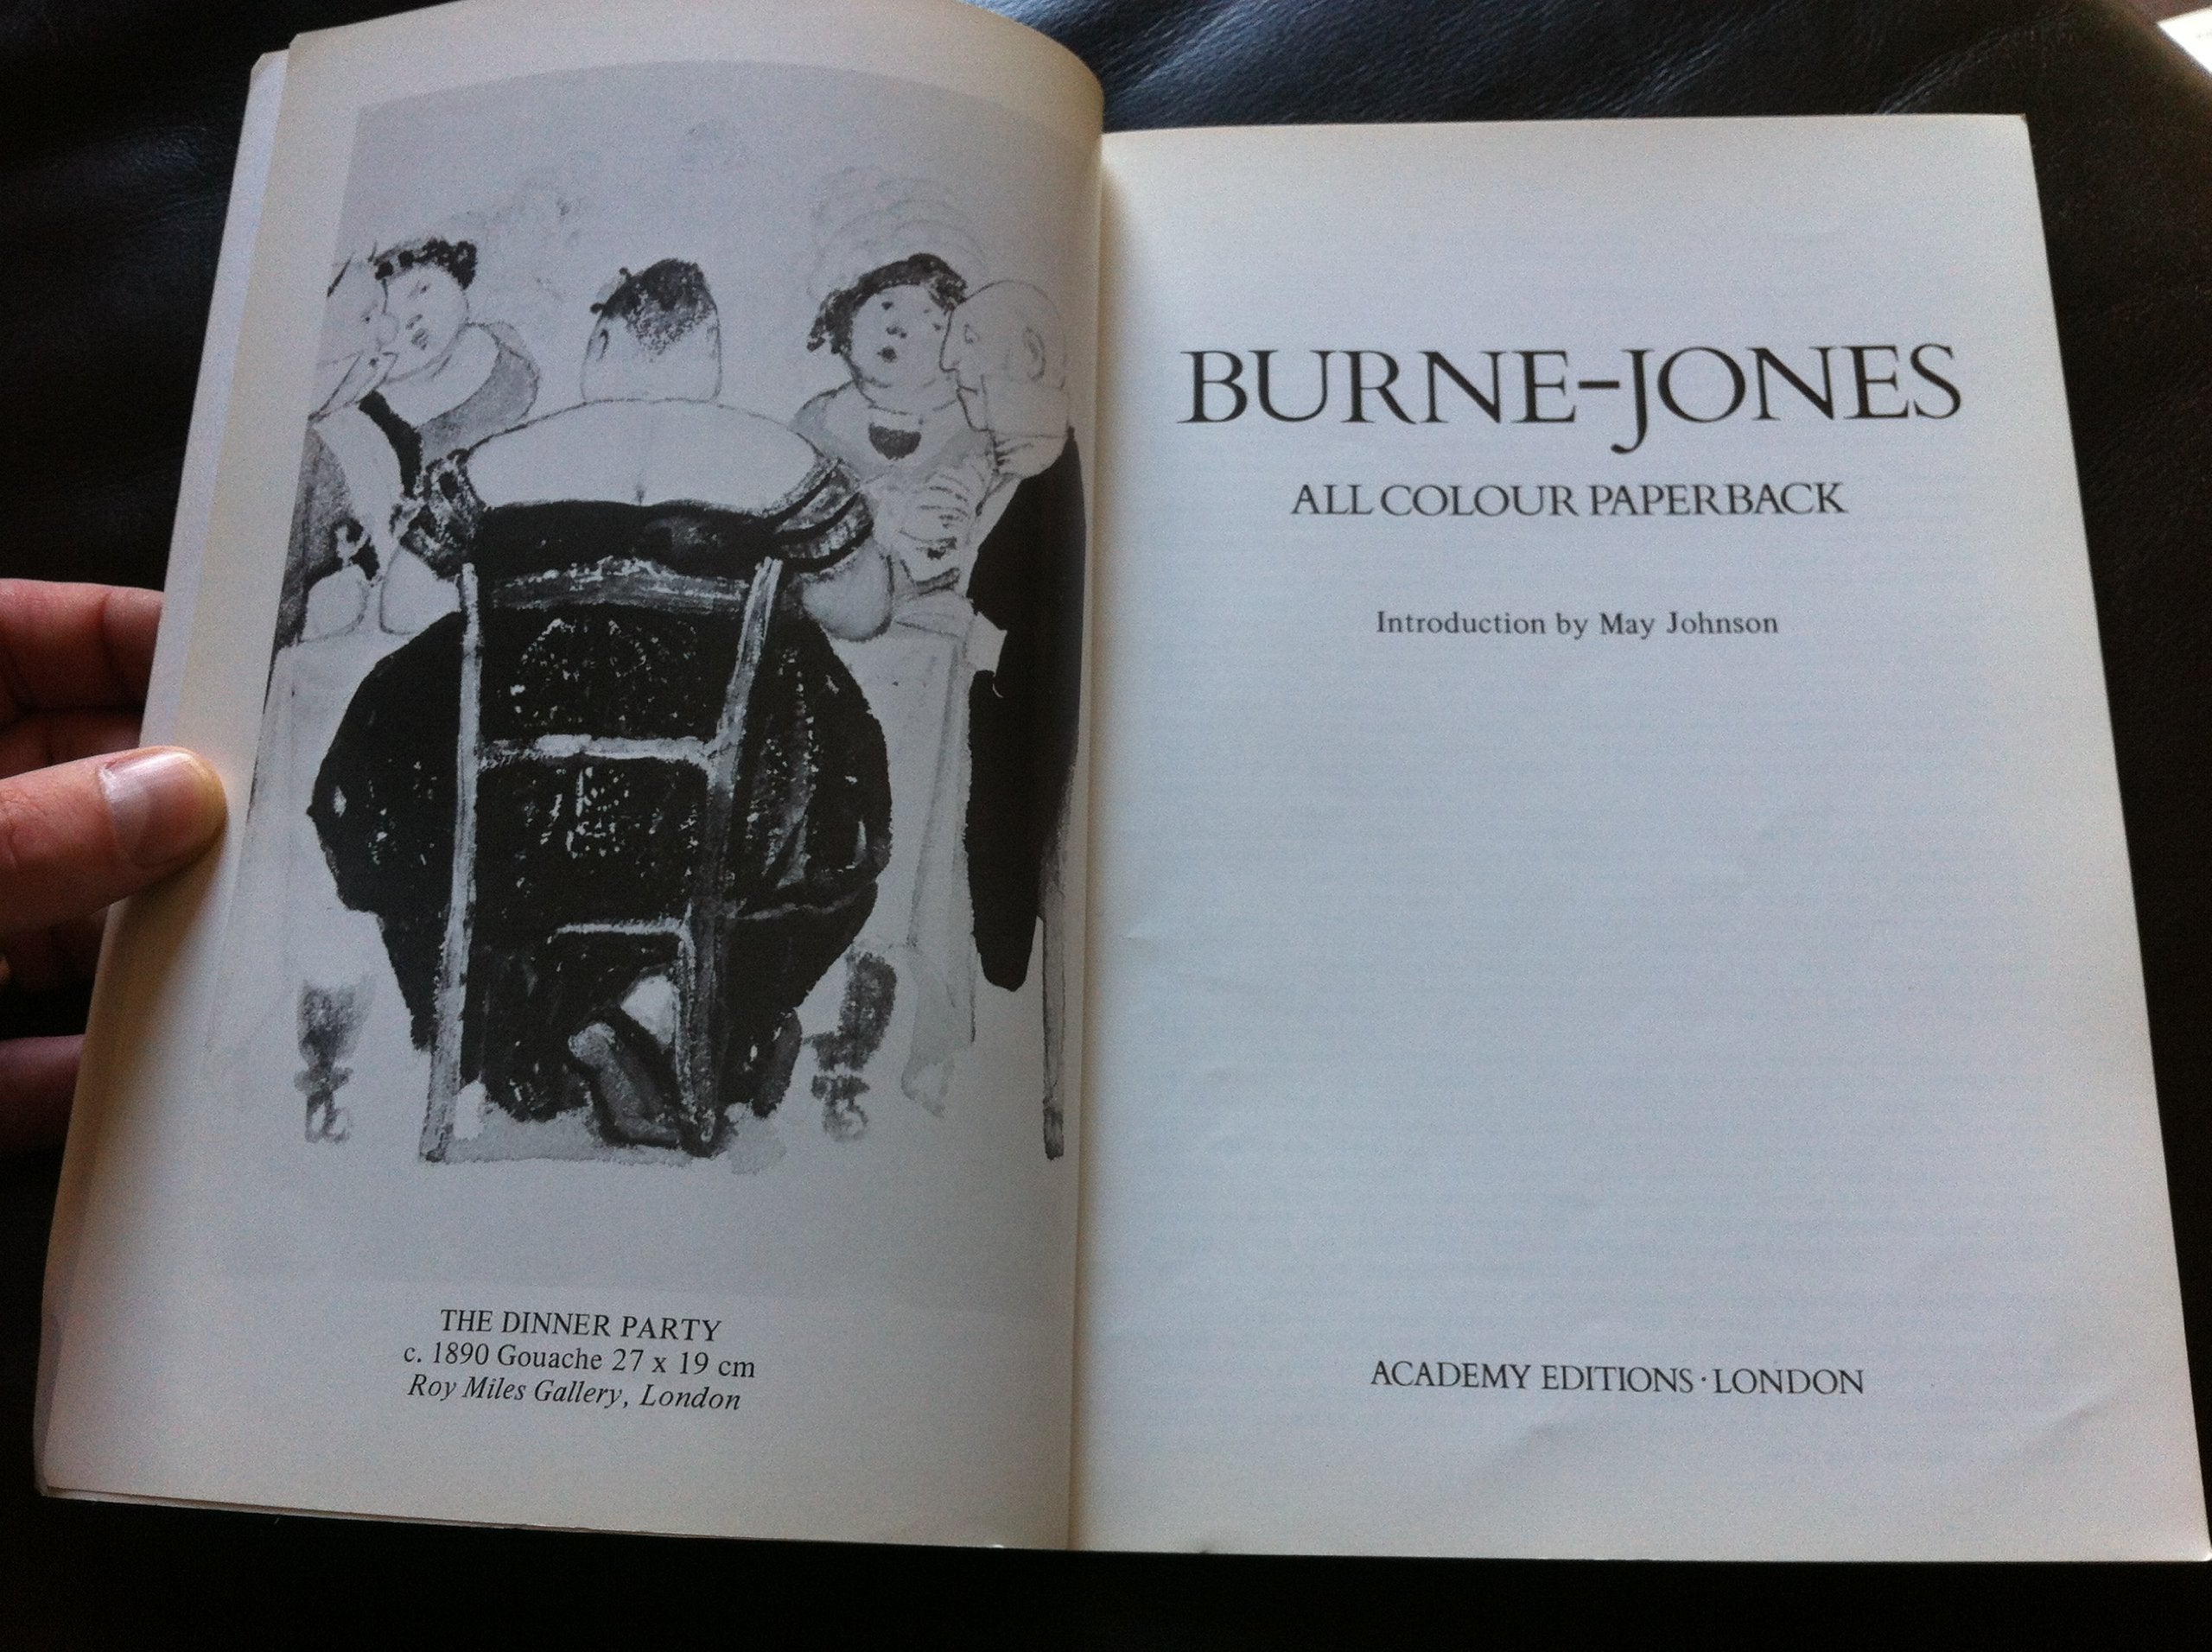 THE DINNER PARTY
c. 1890 Gouache 27 x 19 cm
Roy Miles Gallery, London
BURNE-JONES
ALL COLOUR PAPERBACK
Introduction by May Johnson
ACADEMY EDITIONS · LONDON